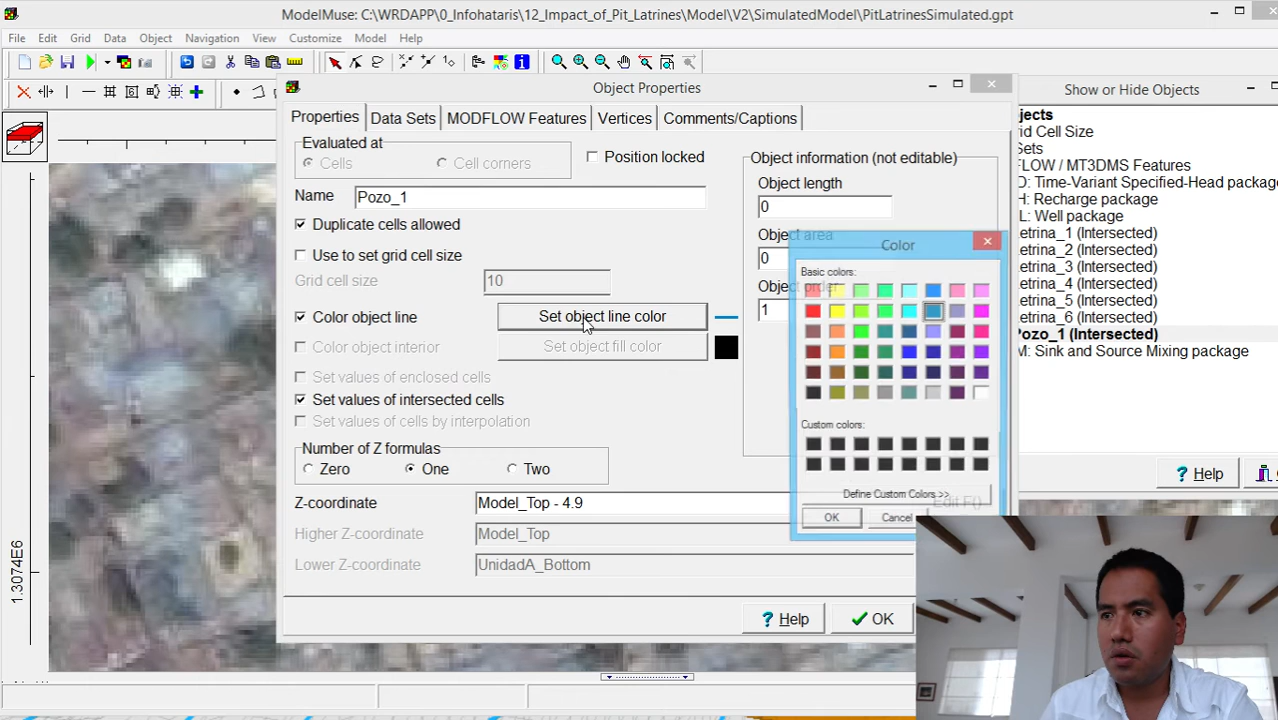 ModelMuse: C:\WRDAPP\0_Infohataris\12_Impact_of_Pit_Latrines\Model\V2\SimulatedModel\PitLatrinesSimulated.gpt
File Edit Grid Data Object Navigation View Customize Model Help
Object Properties
Show or Hide Objects
Properties Data Sets MODFLOW Features Vertices Comments/Captions
Evaluated at
Cells Cell corners
Position locked
Name Pozo_1
Duplicate cells allowed
Use to set grid cell size
Grid cell size 10
Color object line Set object line color
Color object interior Set object fill color
Set values of enclosed cells
Set values of intersected cells
Set values of cells by interpolation
Number of Z formulas
Zero One Two
Z-coordinate Model_Top - 4.9
Higher Z-coordinate Model_Top
Lower Z-coordinate UnidadA_Bottom
Help OK
Object information (not editable)
Object length
0
Object area
0
Object order
1
Edit F()
Color
Basic colors:
Custom colors:
Define Custom Colors >>
OK Cancel
jects
id Cell Size
Sets
FLOW / MT3DMS Features
D: Time-Variant Specified-Head package
H: Recharge package
L: Well package
etrina_1 (Intersected)
etrina_2 (Intersected)
etrina_3 (Intersected)
etrina_4 (Intersected)
etrina_5 (Intersected)
etrina_6 (Intersected)
Pozo_1 (Intersected)
M: Sink and Source Mixing package
Help
1.3074E6